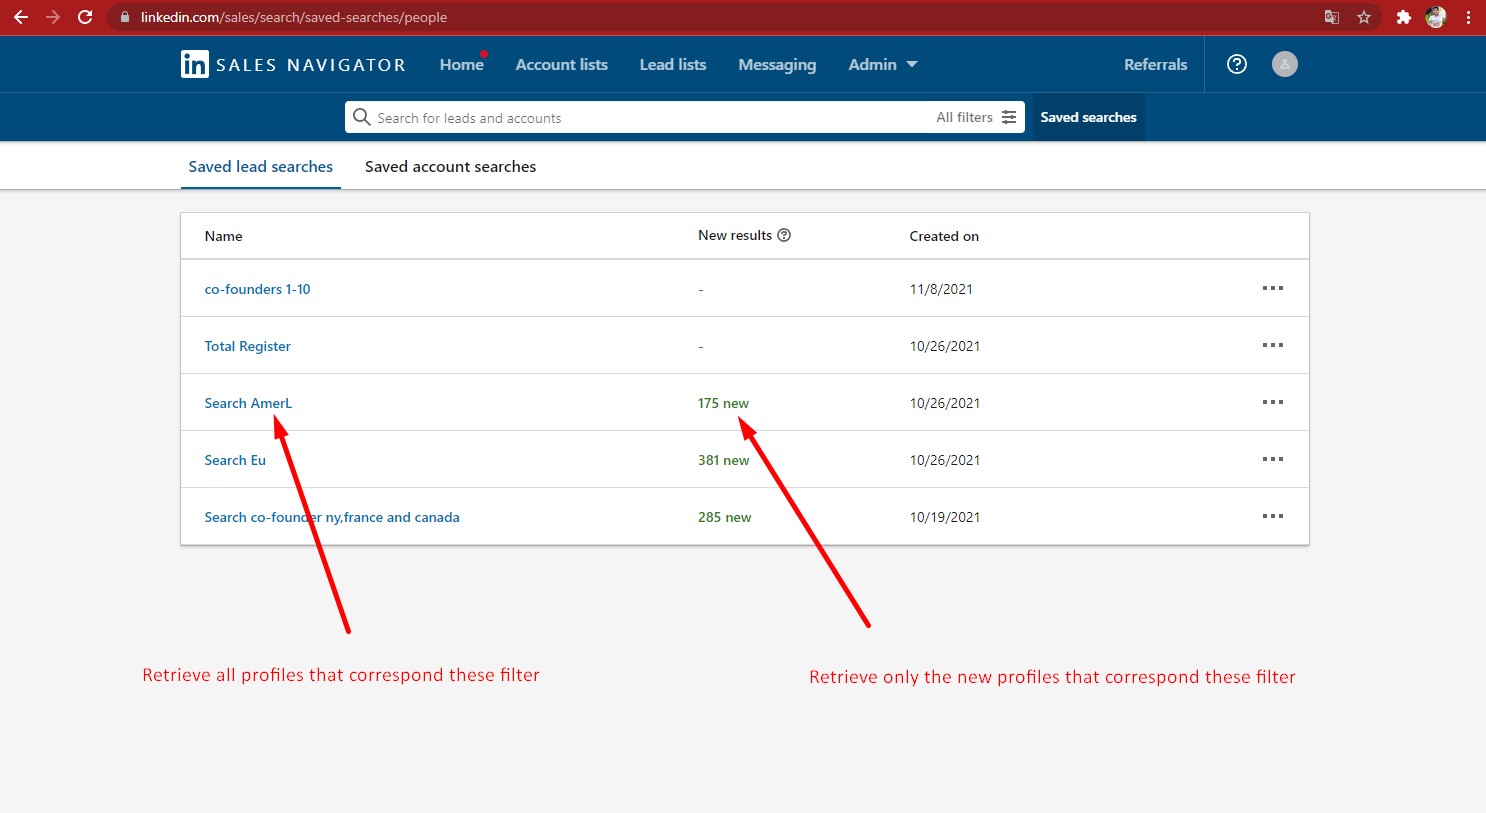 linkedin.com/sales/search/saved-searches/people
in SALES NAVIGATOR Home Account lists Lead lists Messaging Admin Referrals
Search for leads and accounts All filters Saved searches
Saved lead searches Saved account searches
Name New results Created on
co-founders 1-10 - 11/8/2021
Total Register - 10/26/2021
Search AmerL 175 new 10/26/2021
Search Eu 381 new 10/26/2021
Search co-founder ny,france and canada 285 new 10/19/2021
Retrieve all profiles that correspond these filter
Retrieve only the new profiles that correspond these filter